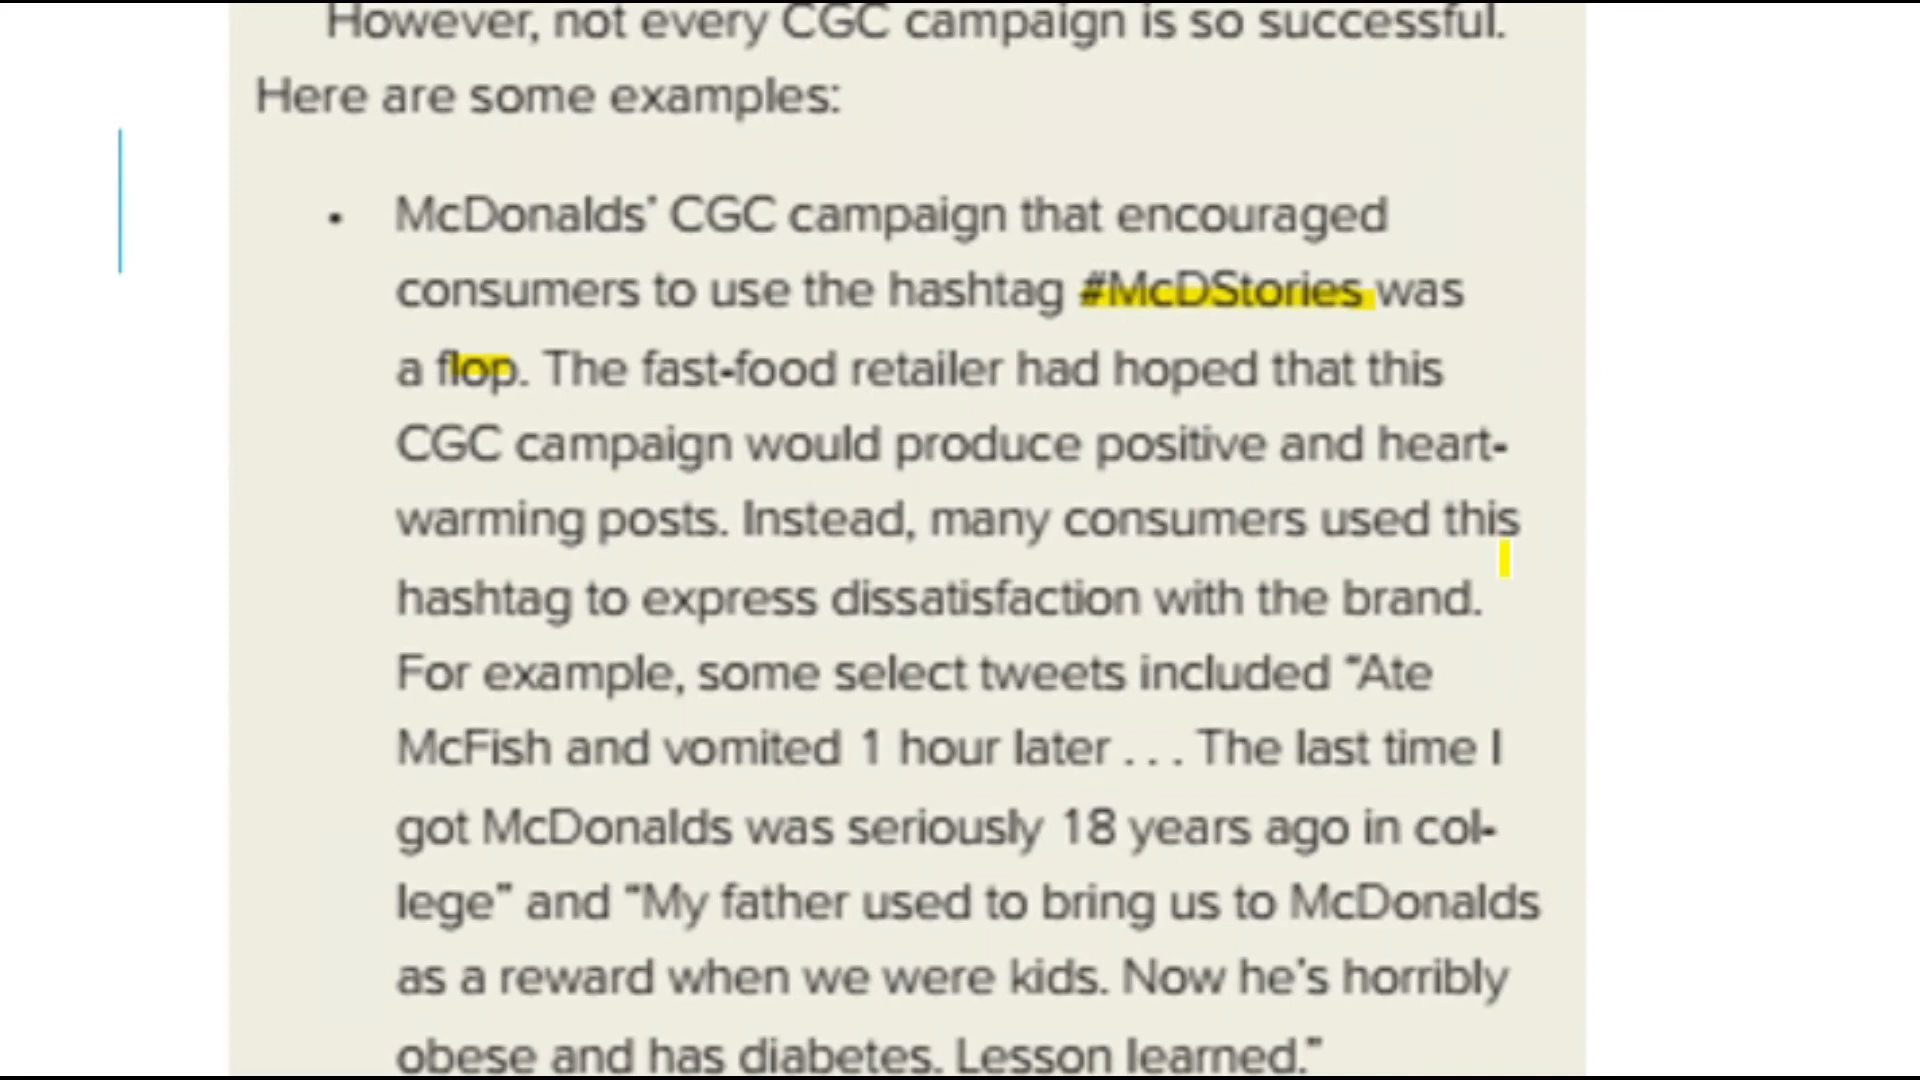 However, not every CGC campaign is so successful.
Here are some examples:
• McDonalds’ CGC campaign that encouraged
consumers to use the hashtag #McDStories was
a flop. The fast-food retailer had hoped that this
CGC campaign would produce positive and heart-
warming posts. Instead, many consumers used this
hashtag to express dissatisfaction with the brand.
For example, some select tweets included “Ate
McFish and vomited 1 hour later . . . The last time I
got McDonalds was seriously 18 years ago in col-
lege” and “My father used to bring us to McDonalds
as a reward when we were kids. Now he’s horribly
obese and has diabetes. Lesson learned.”